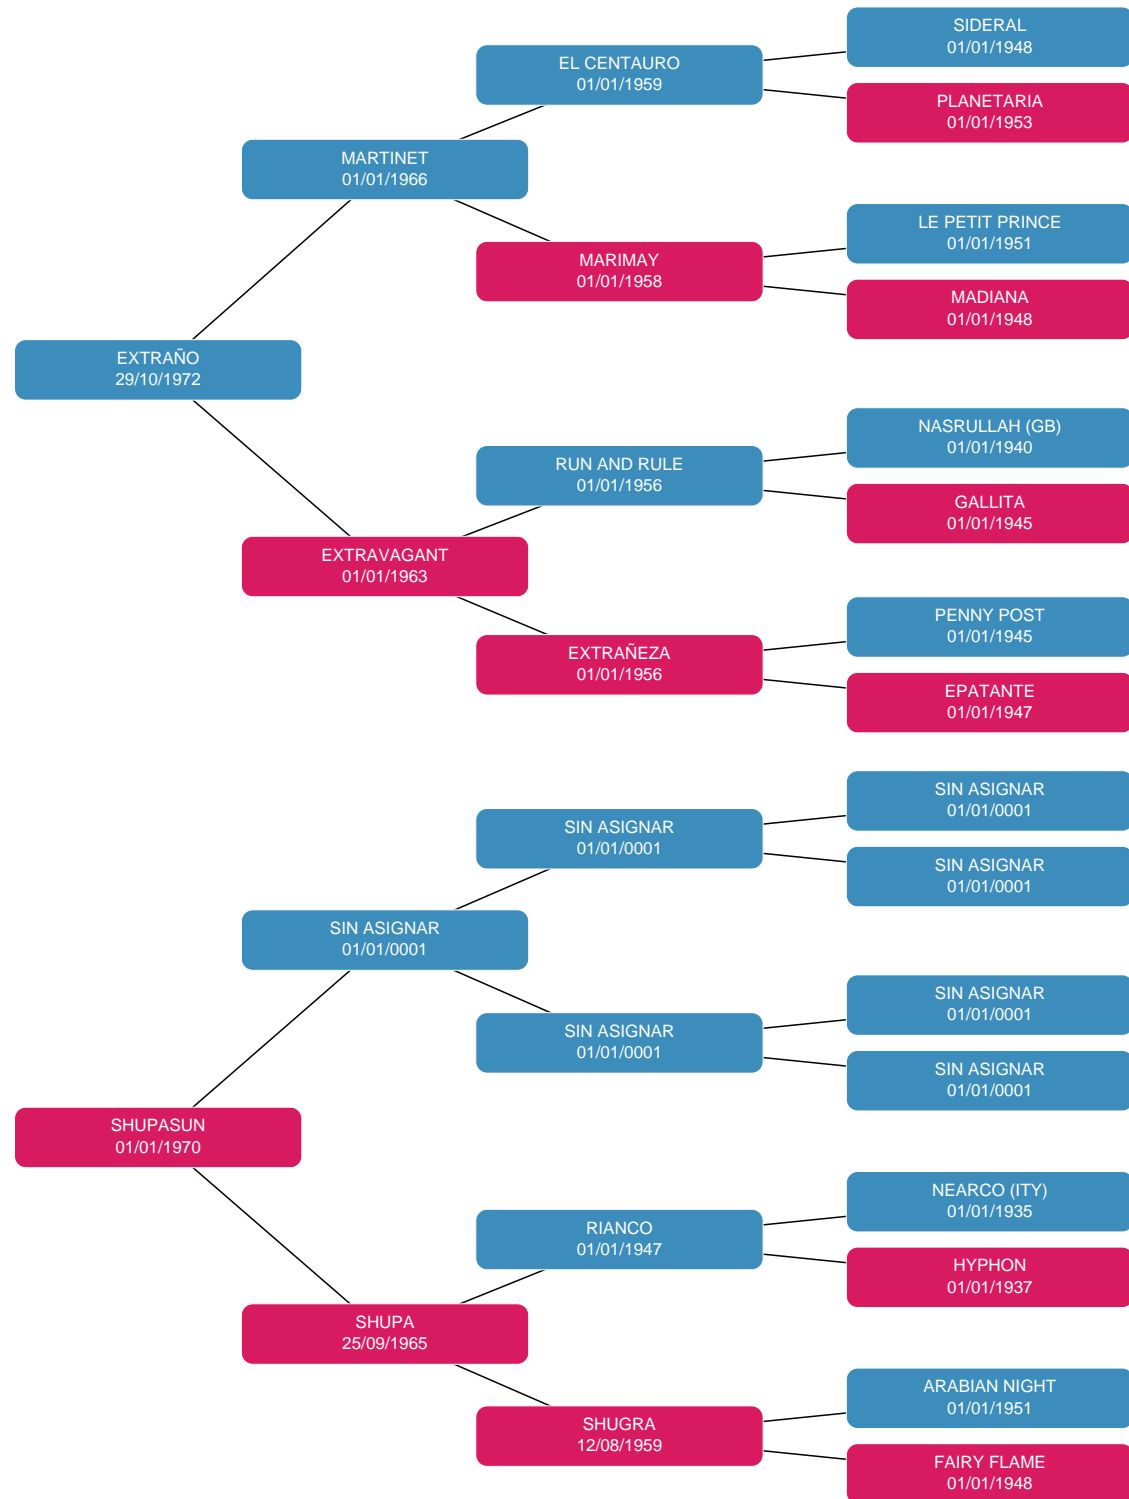 SIDERAL
01/01/1948
EL CENTAURO
01/01/1959
PLANETARIA
01/01/1953
MARTINET
01/01/1966
LE PETIT PRINCE
01/01/1951
MARIMAY
01/01/1958
MADIANA
01/01/1948
EXTRAÑO
29/10/1972
NASRULLAH (GB)
01/01/1940
RUN AND RULE
01/01/1956
GALLITA
01/01/1945
EXTRAVAGANT
01/01/1963
PENNY POST
01/01/1945
EXTRAÑEZA
01/01/1956
EPATANTE
01/01/1947
SIN ASIGNAR
01/01/0001
SIN ASIGNAR
01/01/0001
SIN ASIGNAR
01/01/0001
SIN ASIGNAR
01/01/0001
SIN ASIGNAR
01/01/0001
SIN ASIGNAR
01/01/0001
SIN ASIGNAR
01/01/0001
SHUPASUN
01/01/1970
NEARCO (ITY)
01/01/1935
RIANCO
01/01/1947
HYPHON
01/01/1937
SHUPA
25/09/1965
ARABIAN NIGHT
01/01/1951
SHUGRA
12/08/1959
FAIRY FLAME
01/01/1948